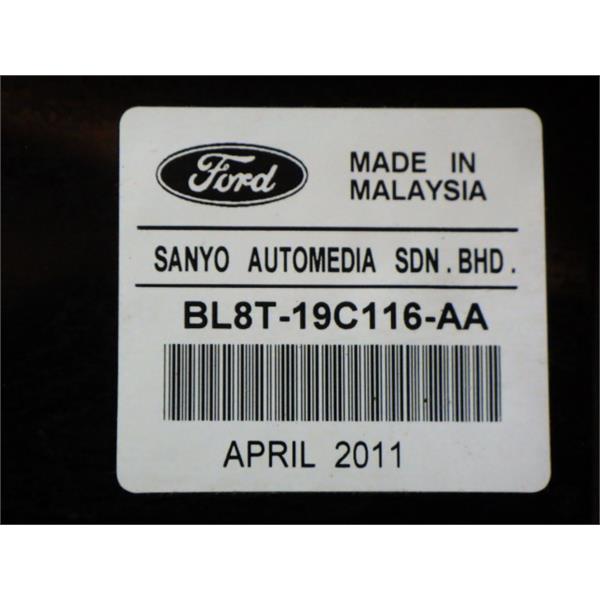 Ford
MADE IN
MALAYSIA
SANYO AUTOMEDIA SDN. BHD.
BL8T-19C116-AA
APRIL 2011